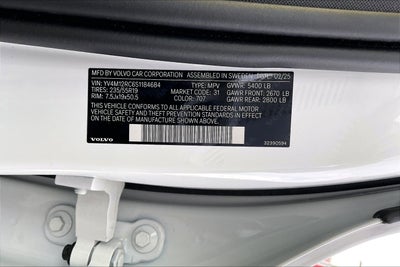 MFD BY VOLVO CAR CORPORATION ASSEMBLED IN SWEDEN DATE: 02/25
VIN: YV4M12RC6S1184684 TYPE: MPV GVWR: 5400 LB
TIRES: 235/55R19 MARKET CODE: 31 GAWR FRONT: 2670 LB
RIM: 7.5Jx19x50.5 COLOR: 707 GAWR REAR: 2800 LB
THIS VEHICLE CONFORMS TO ALL APPLICABLE FEDERAL MOTOR
VEHICLE SAFETY AND THEFT PREVENTION STANDARDS IN EFFECT
ON THE DATE OF MANUFACTURE SHOWN ABOVE.
VOLVO 32390594